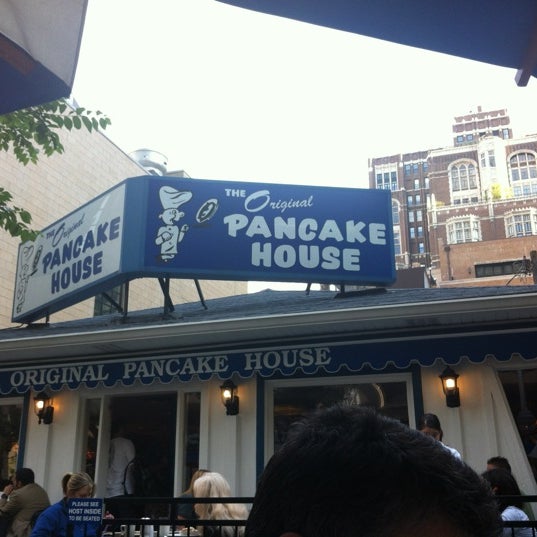 THE Original
PANCAKE
HOUSE
THE Original
PANCAKE
HOUSE
ORIGINAL PANCAKE HOUSE
PLEASE SEE
HOST INSIDE
TO BE SEATED